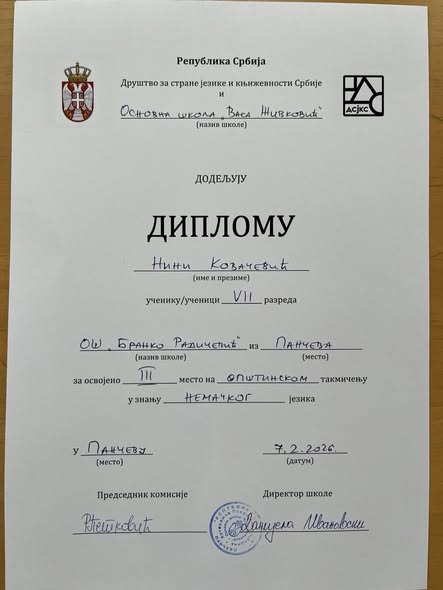 Република Србија
Друштво за стране језике и књижевности Србије
и
ДСЈКС
Основна школа „Васа Живковић"
(назив школе)
ДОДЕЉУЈУ
ДИПЛОМУ
Нини Ковачевић
(име и презиме)
ученику/ученици VII разреда
ОШ „Бранко Радичевић" из Панчева
(назив школе) (место)
за освојено III место на општинском такмичењу
у знању немачког језика
у Панчеву 7.2.2026.
(место) (датум)
Председник комисије Директор школе
Ивановски